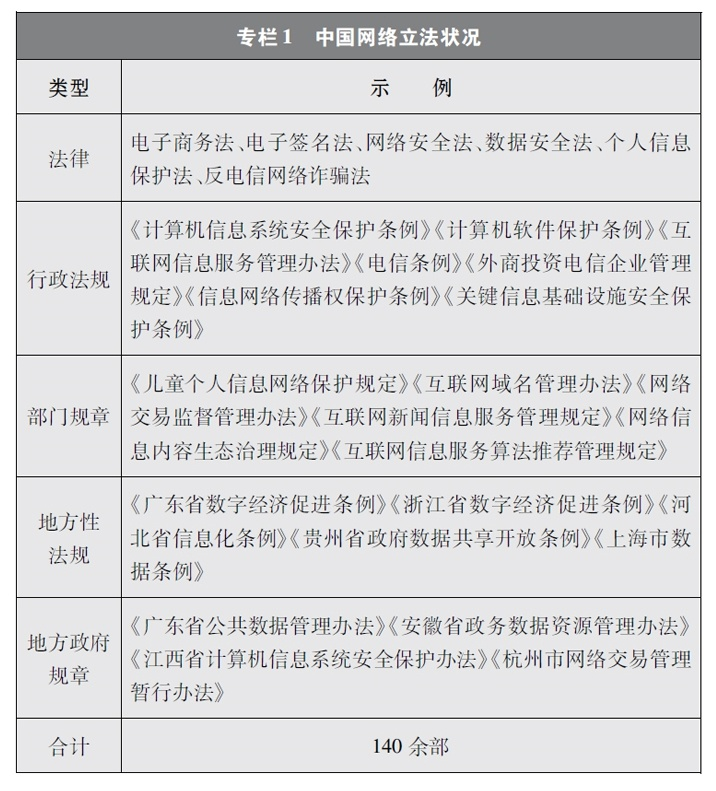 专栏1 中国网络立法状况
类型
示 例
法律
电子商务法、电子签名法、网络安全法、数据安全法、个人信息
保护法、反电信网络诈骗法
行政法规
《计算机信息系统安全保护条例》《计算机软件保护条例》《互
联网信息服务管理办法》《电信条例》《外商投资电信企业管理
规定》《信息网络传播权保护条例》《关键信息基础设施安全保
护条例》
部门规章
《儿童个人信息网络保护规定》《互联网域名管理办法》《网络
交易监督管理办法》《互联网新闻信息服务管理规定》《网络信
息内容生态治理规定》《互联网信息服务算法推荐管理规定》
地方性
法规
《广东省数字经济促进条例》《浙江省数字经济促进条例》《河
北省信息化条例》《贵州省政府数据共享开放条例》《上海市数
据条例》
地方政府
规章
《广东省公共数据管理办法》《安徽省政务数据资源管理办法》
《江西省计算机信息系统安全保护办法》《杭州市网络交易管理
暂行办法》
合计
140 余部